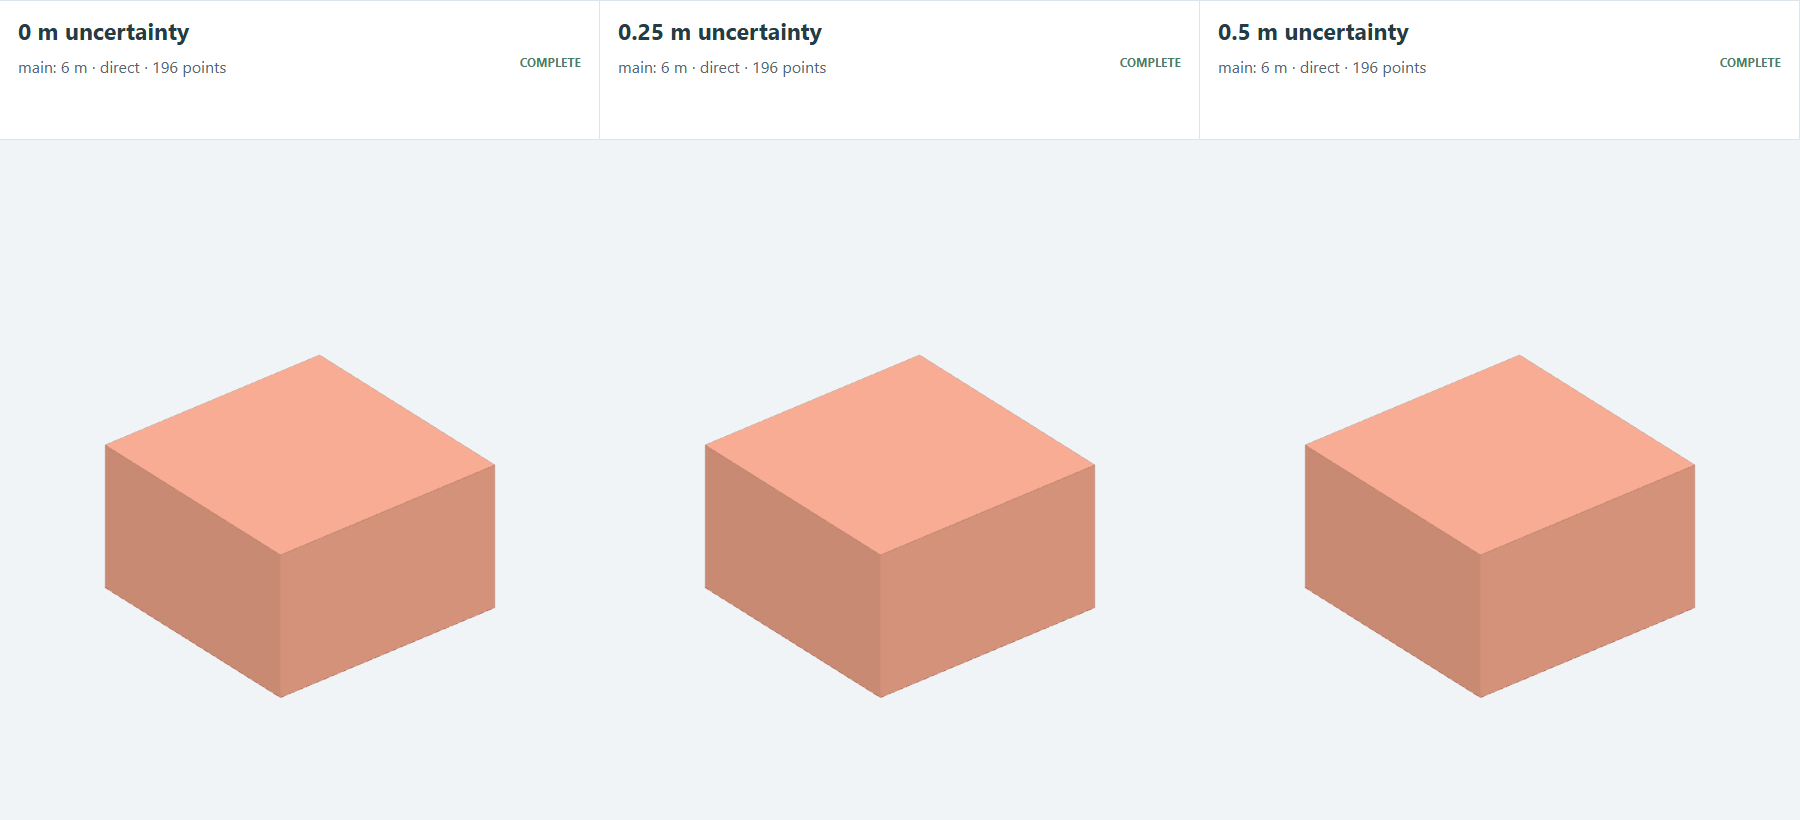 0 m uncertainty
main: 6 m · direct · 196 points
COMPLETE
0.25 m uncertainty
main: 6 m · direct · 196 points
COMPLETE
0.5 m uncertainty
main: 6 m · direct · 196 points
COMPLETE